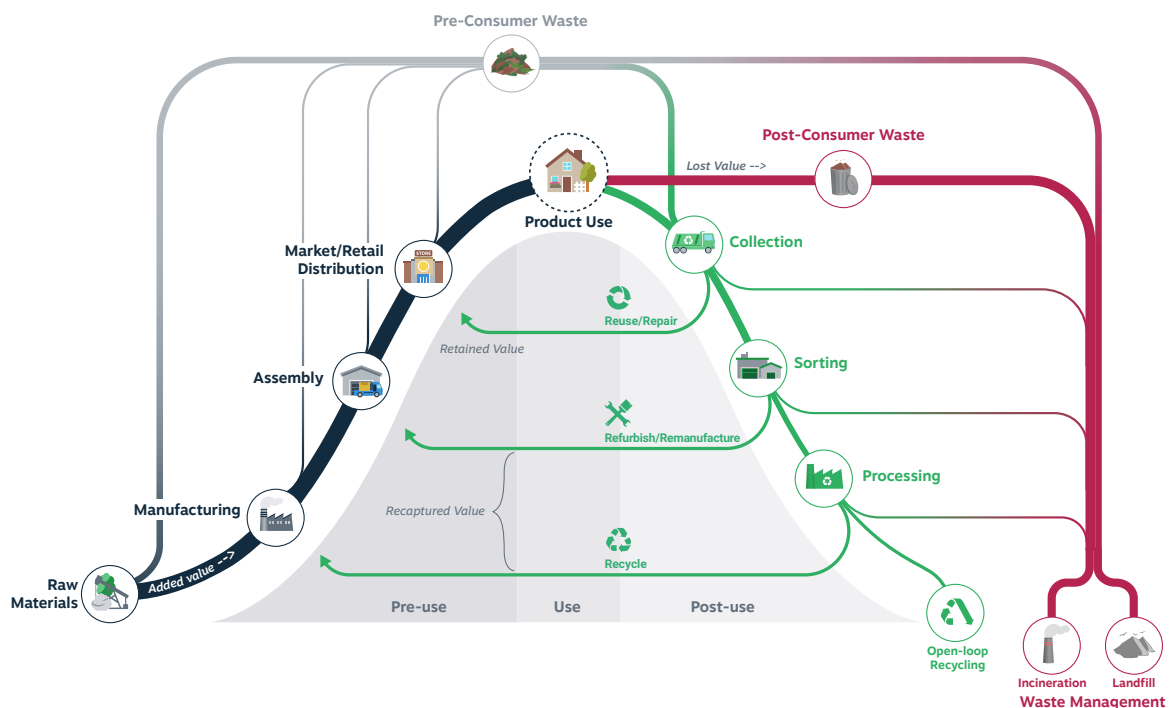 Pre-Consumer Waste
Post-Consumer Waste
Lost Value -->
Product Use
Collection
STORE
Market/Retail
Distribution
Reuse/Repair
Retained Value
Sorting
Assembly
Refurbish/Remanufacture
Processing
Manufacturing
Recaptured Value
Added value -->
Recycle
Raw
Materials
Pre-use
Use
Post-use
Open-loop
Recycling
Incineration
Landfill
Waste Management